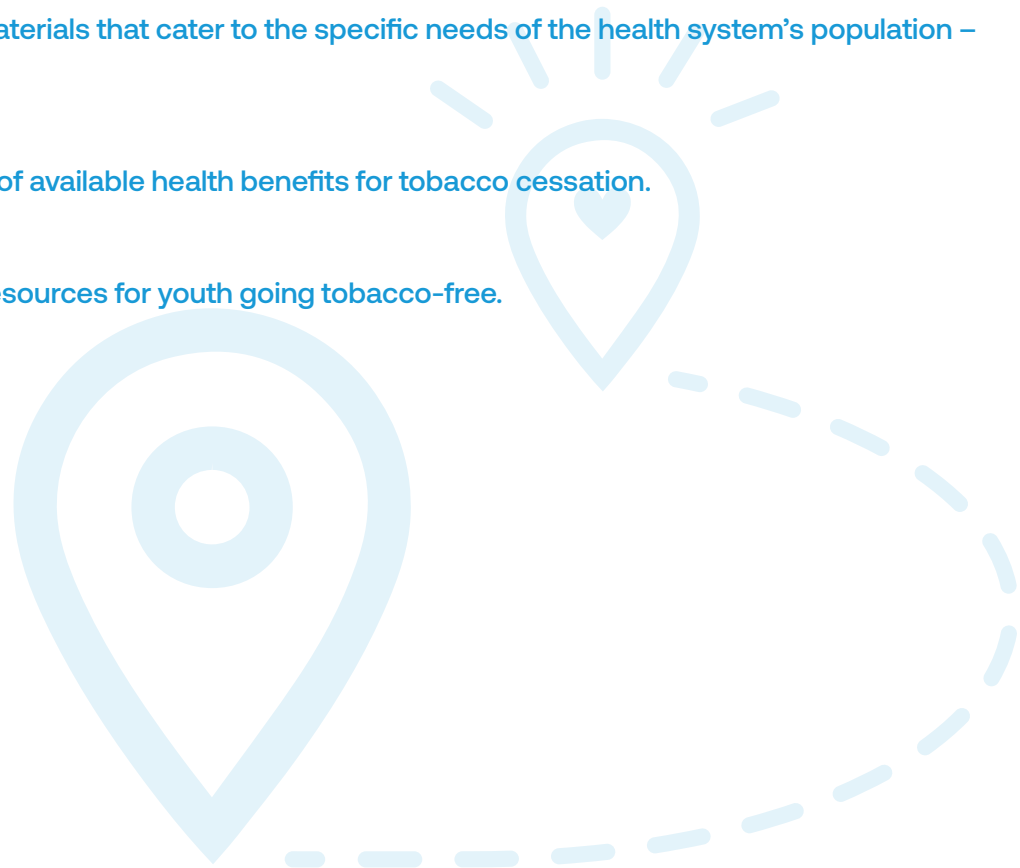 aterials that cater to the specific needs of the health system’s population –
of available health benefits for tobacco cessation.
esources for youth going tobacco-free.